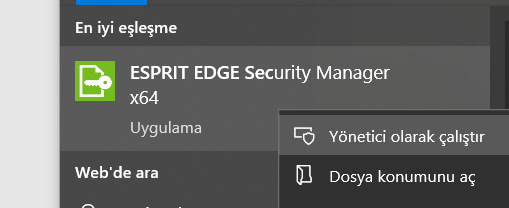 En iyi eşleşme
ESPRIT EDGE Security Manager
x64
Uygulama
Yönetici olarak çalıştır
Web'de ara
Dosya konumunu aç